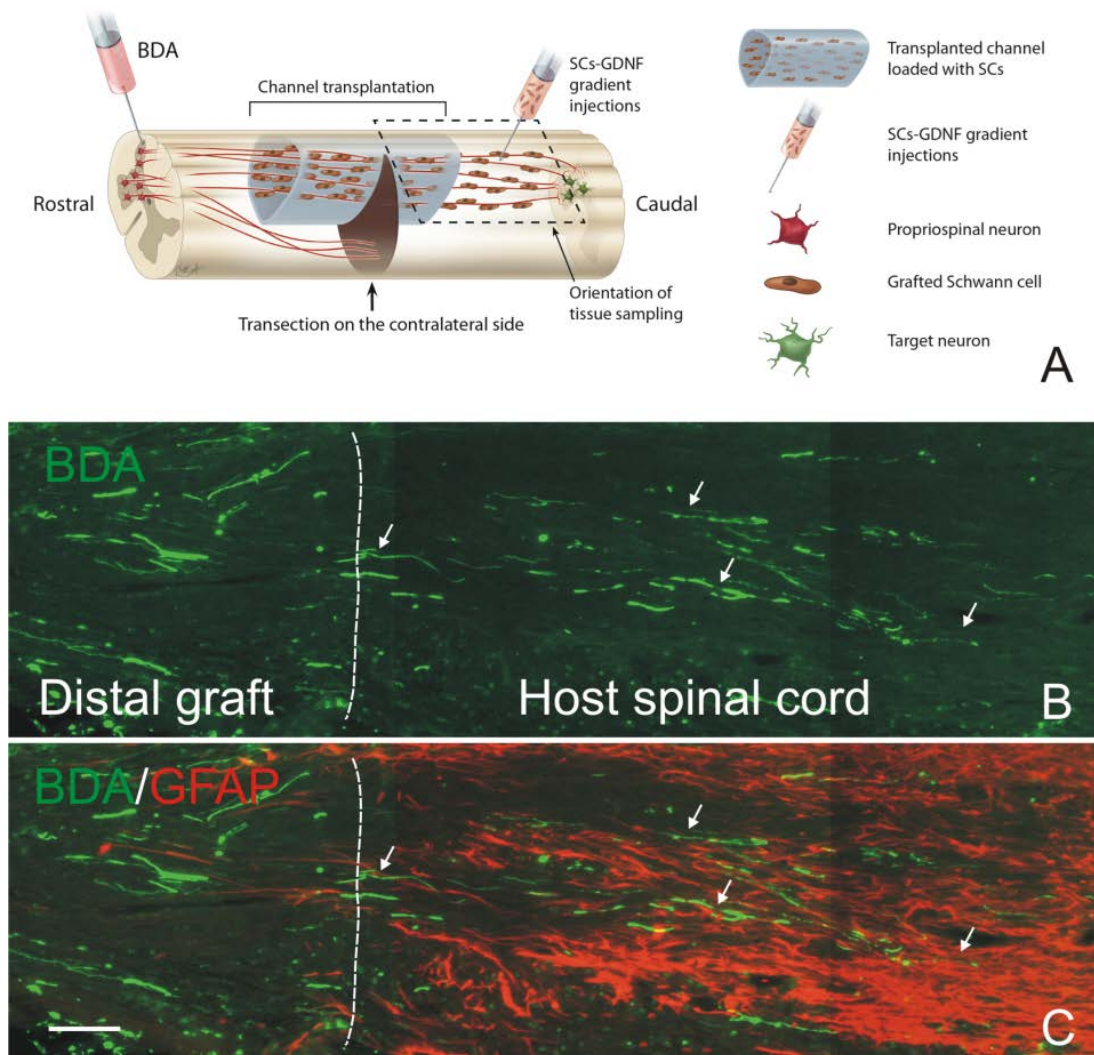 BDA
SCs-GDNF
gradient
injections
Channel transplantation
Rostral
Caudal
Transection on the contralateral side
Orientation of
tissue sampling
Transplanted channel
loaded with SCs
SCs-GDNF gradient
injections
Propriospinal neuron
Grafted Schwann cell
Target neuron
A
BDA
Distal graft
Host spinal cord
B
BDA/GFAP
C